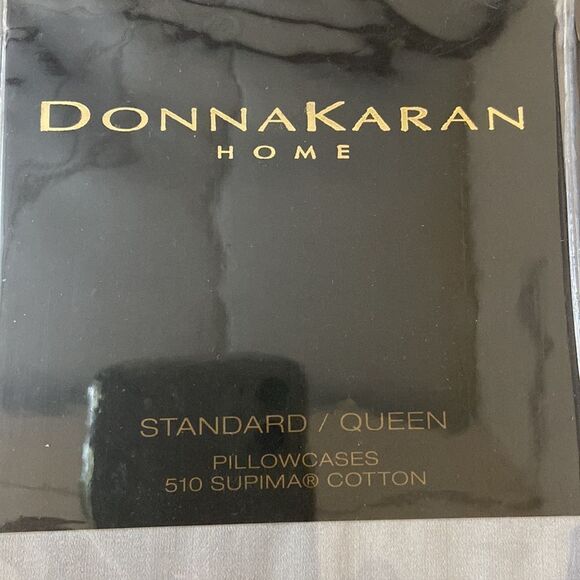 DONNAKARAN
HOME
STANDARD / QUEEN
PILLOWCASES
510 SUPIMA® COTTON